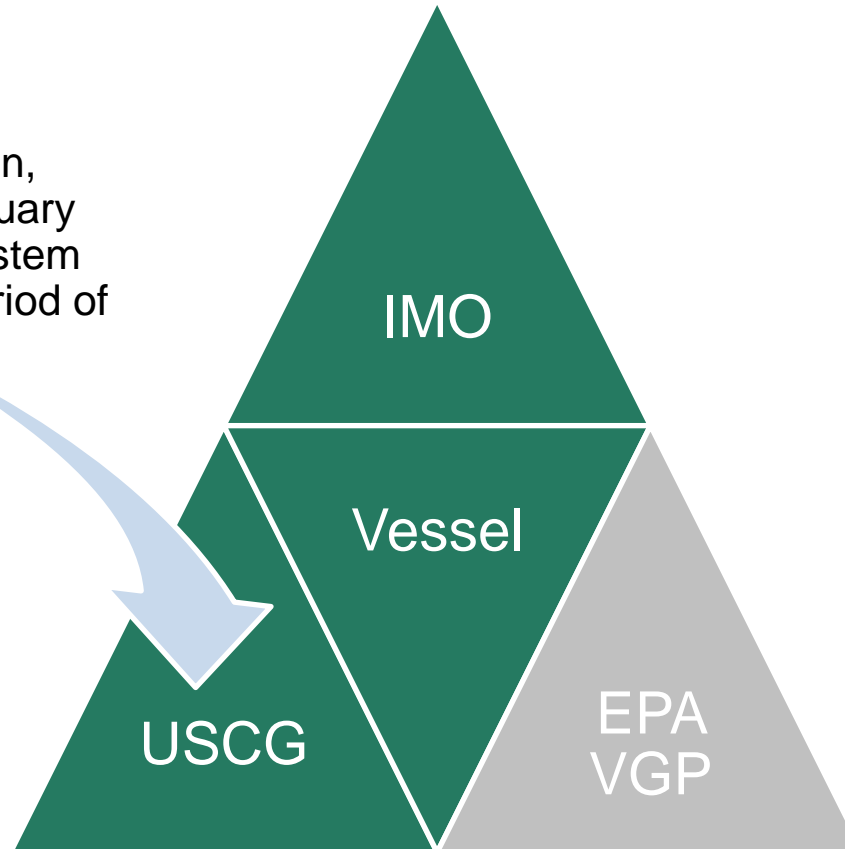 n,
uary
stem
riod of
IMO
Vessel
USCG
EPA
VGP